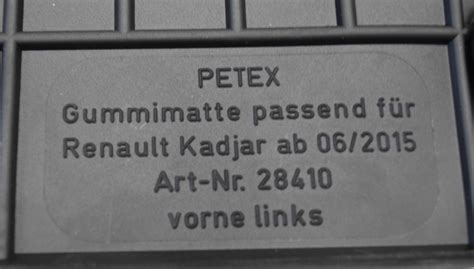 PETEX
Gummimatte passend für
Renault Kadjar ab 06/2015
Art-Nr. 28410
vorne links